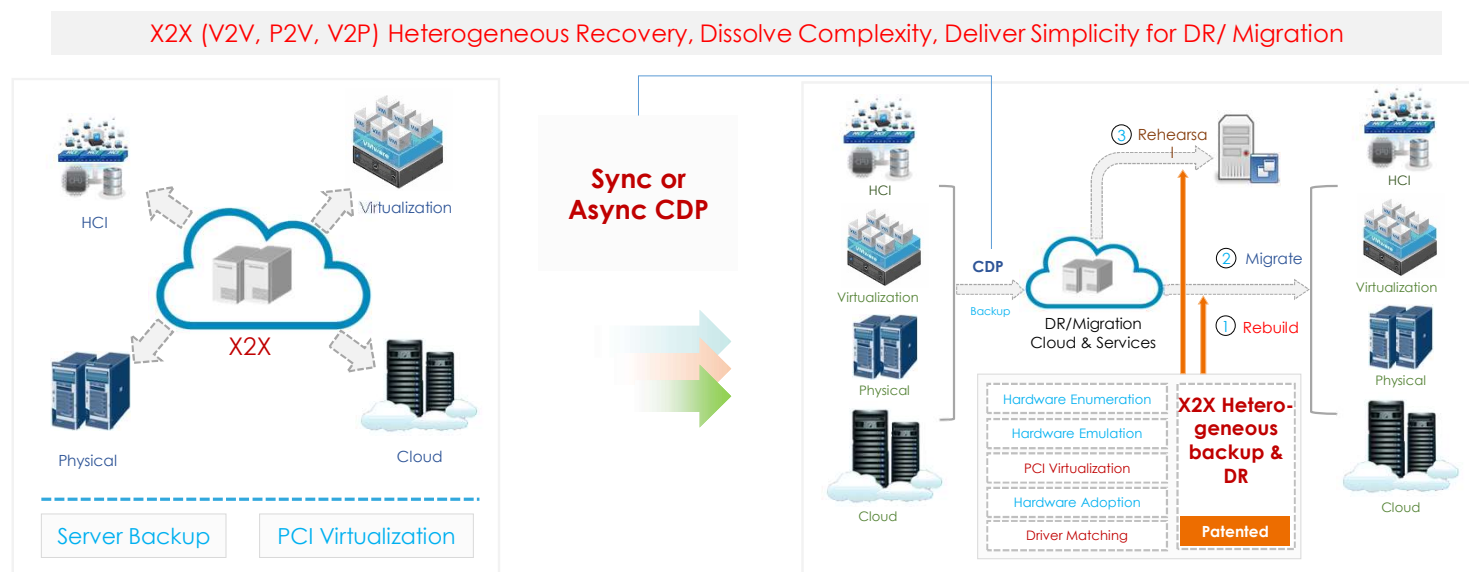 X2X (V2V, P2V, V2P) Heterogeneous Recovery, Dissolve Complexity, Deliver Simplicity for DR/ Migration
HCI
Virtualization
X2X
Physical
Cloud
Server Backup
PCI Virtualization
Sync or
Async CDP
HCI
Virtualization
Physical
Cloud
CDP
Backup
DR/Migration
Cloud & Services
3 Rehearsa
2 Migrate
1 Rebuild
Hardware Enumeration
Hardware Emulation
PCI Virtualization
Hardware Adoption
Driver Matching
X2X Hetero-
geneous
backup &
DR
Patented
HCI
Virtualization
Physical
Cloud